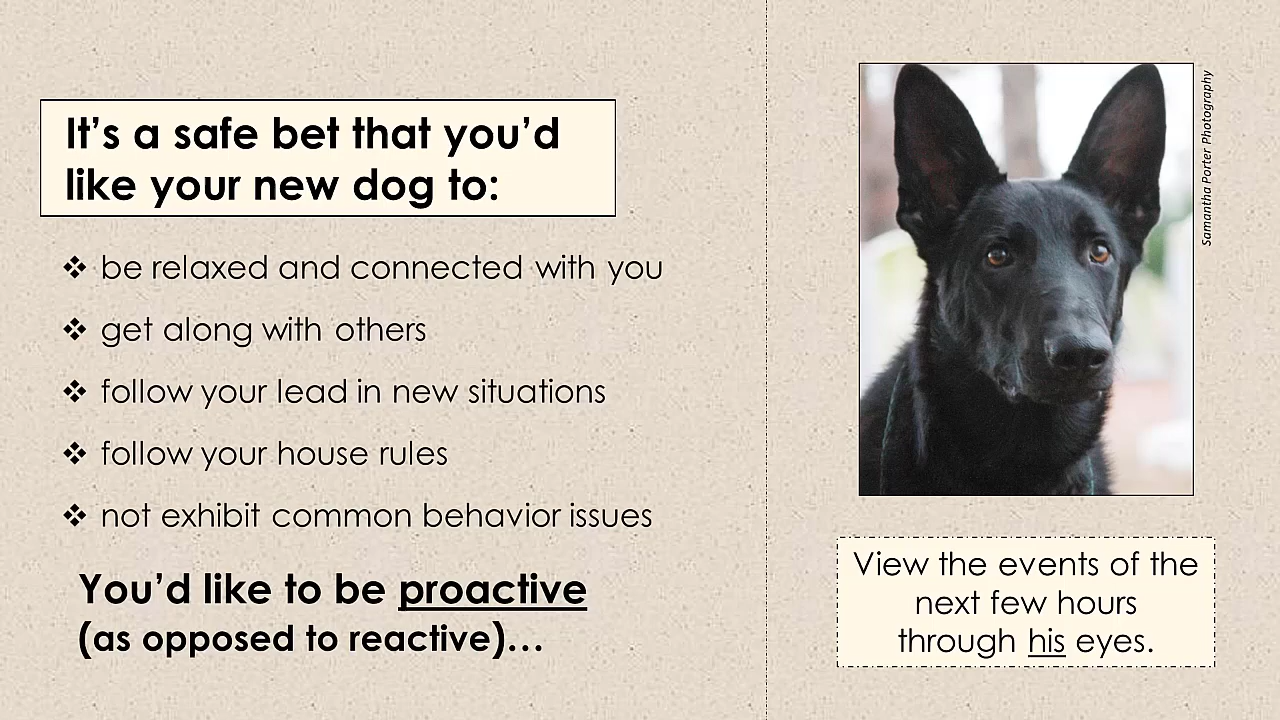 It’s a safe bet that you’d
like your new dog to:
❖ be relaxed and connected with you
❖ get along with others
❖ follow your lead in new situations
❖ follow your house rules
❖ not exhibit common behavior issues
You’d like to be proactive
(as opposed to reactive)…
Samantha Porter Photography
View the events of the
next few hours
through his eyes.